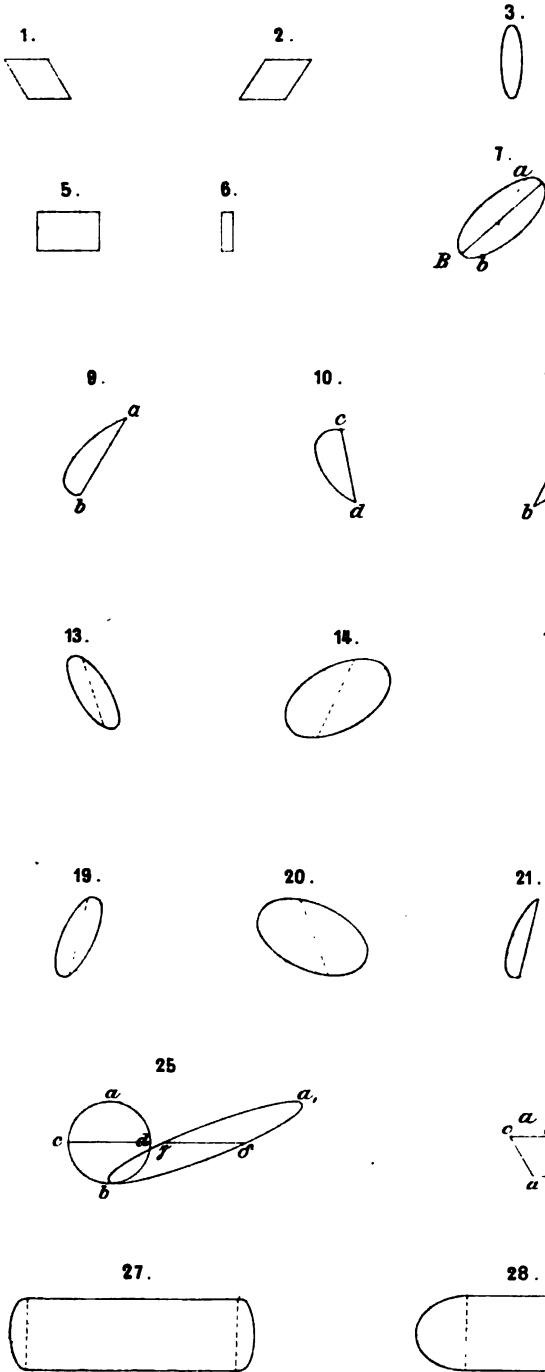 1. 2. 3.
5. 6. 7.
a
B b
9. 10.
a c
b d b
13. 14.
19. 20. 21.
25
a a,
c d γ δ
b
a
c
a
27. 28.